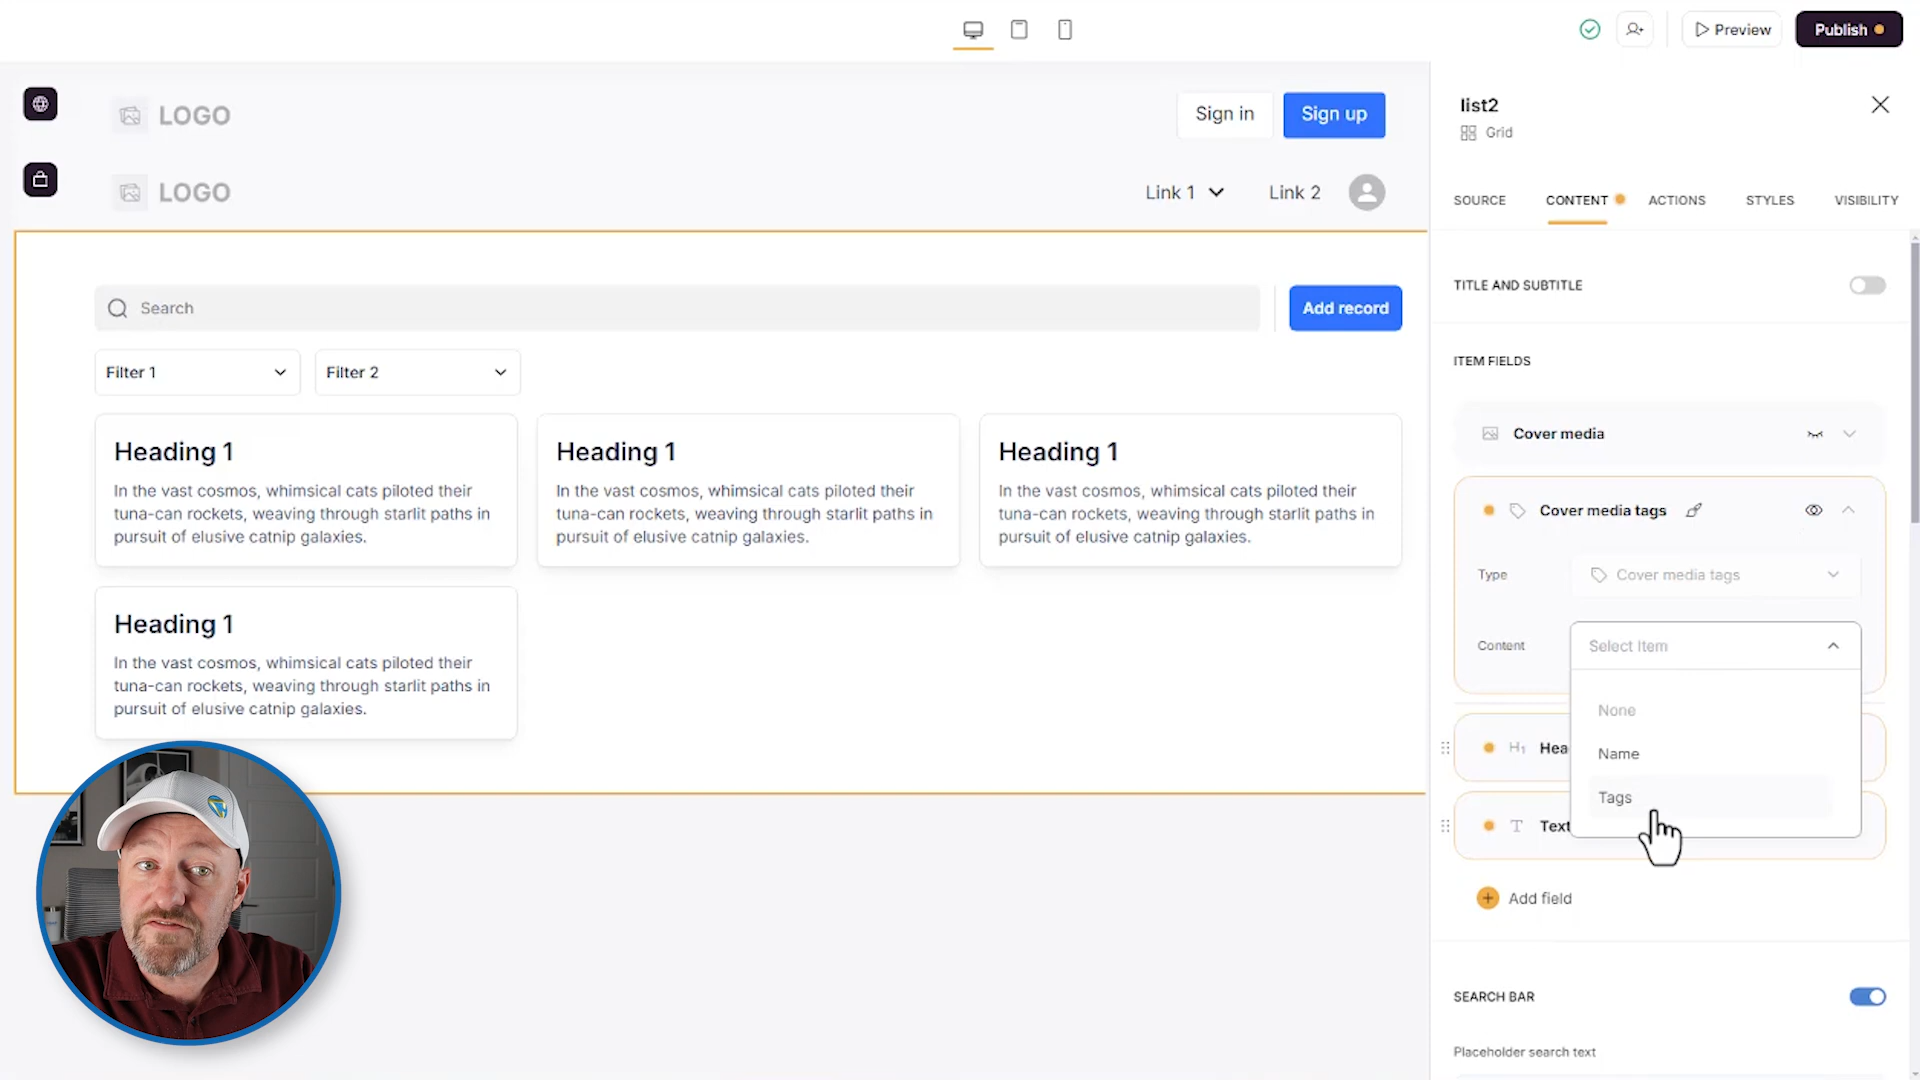 Preview
Publish
LOGO
Sign in
Sign up
LOGO
Link 1
Link 2
Search
Add record
Filter 1
Filter 2
Heading 1
In the vast cosmos, whimsical cats piloted their
tuna-can rockets, weaving through starlit paths in
pursuit of elusive catnip galaxies.
Heading 1
In the vast cosmos, whimsical cats piloted their
tuna-can rockets, weaving through starlit paths in
pursuit of elusive catnip galaxies.
Heading 1
In the vast cosmos, whimsical cats piloted their
tuna-can rockets, weaving through starlit paths in
pursuit of elusive catnip galaxies.
Heading 1
In the vast cosmos, whimsical cats piloted their
tuna-can rockets, weaving through starlit paths in
pursuit of elusive catnip galaxies.
list2
Grid
SOURCE
CONTENT
ACTIONS
STYLES
VISIBILITY
TITLE AND SUBTITLE
ITEM FIELDS
Cover media
Cover media tags
Type
Cover media tags
Content
Select Item
None
Name
Tags
H1 Hea
T Text
Add field
SEARCH BAR
Placeholder search text